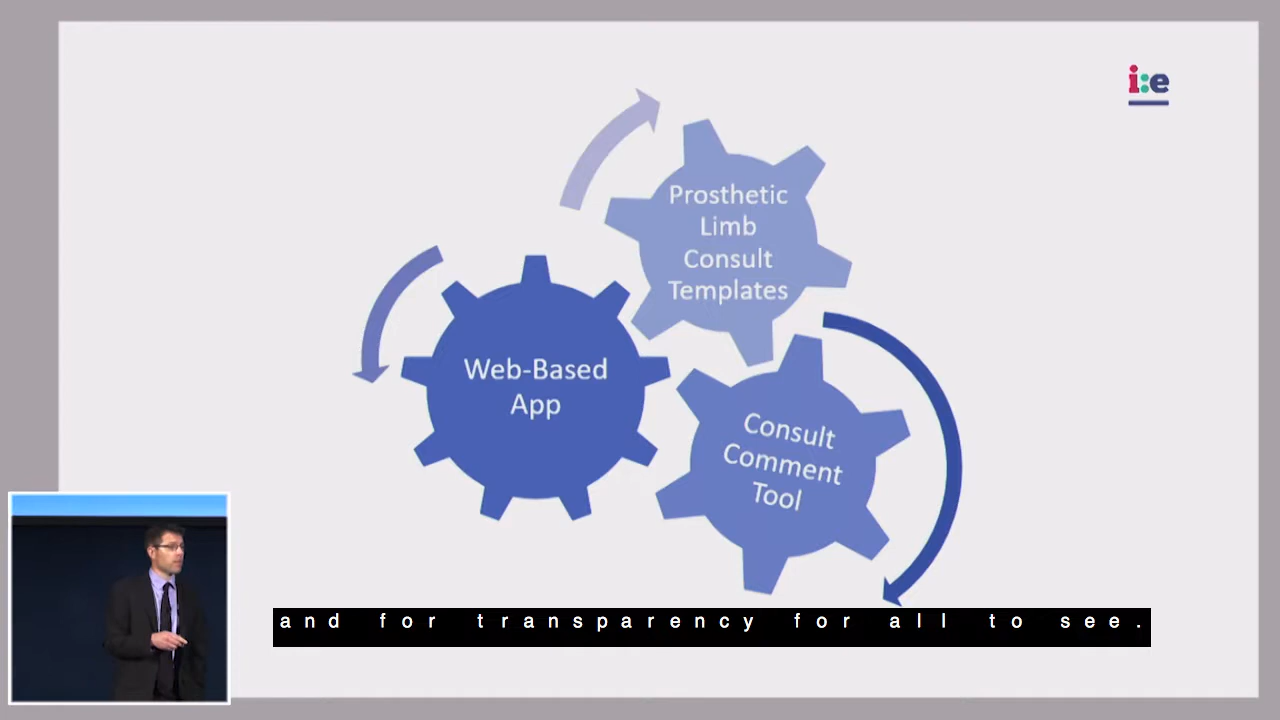 i:e
Prosthetic
Limb
Consult
Templates
Web-Based
App
Consult
Comment
Tool
and for transparency for all to see.